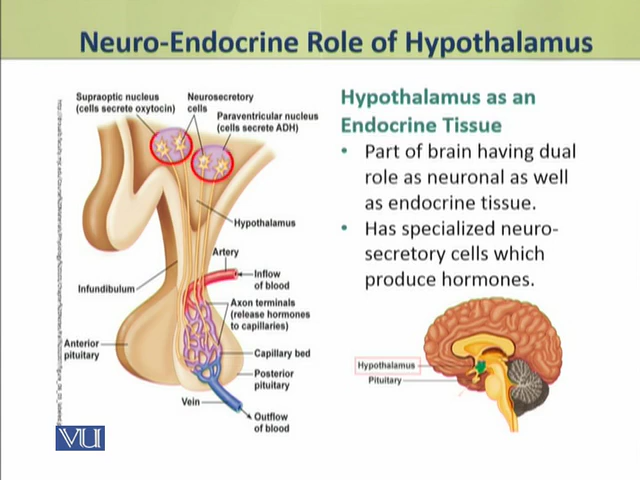 Neuro-Endocrine Role of Hypothalamus
Supraoptic nucleus
(cells secrete oxytocin)
Neurosecretory
cells
Paraventricular nucleus
(cells secrete ADH)
Hypothalamus
Artery
Inflow
of blood
Infundibulum
Axon terminals
(release hormones
to capillaries)
Anterior
pituitary
Capillary bed
Posterior
pituitary
Vein
Outflow
of blood
VU
Hypothalamus as an
Endocrine Tissue
• Part of brain having dual
role as neuronal as well
as endocrine tissue.
• Has specialized neuro-
secretory cells which
produce hormones.
Hypothalamus
Pituitary